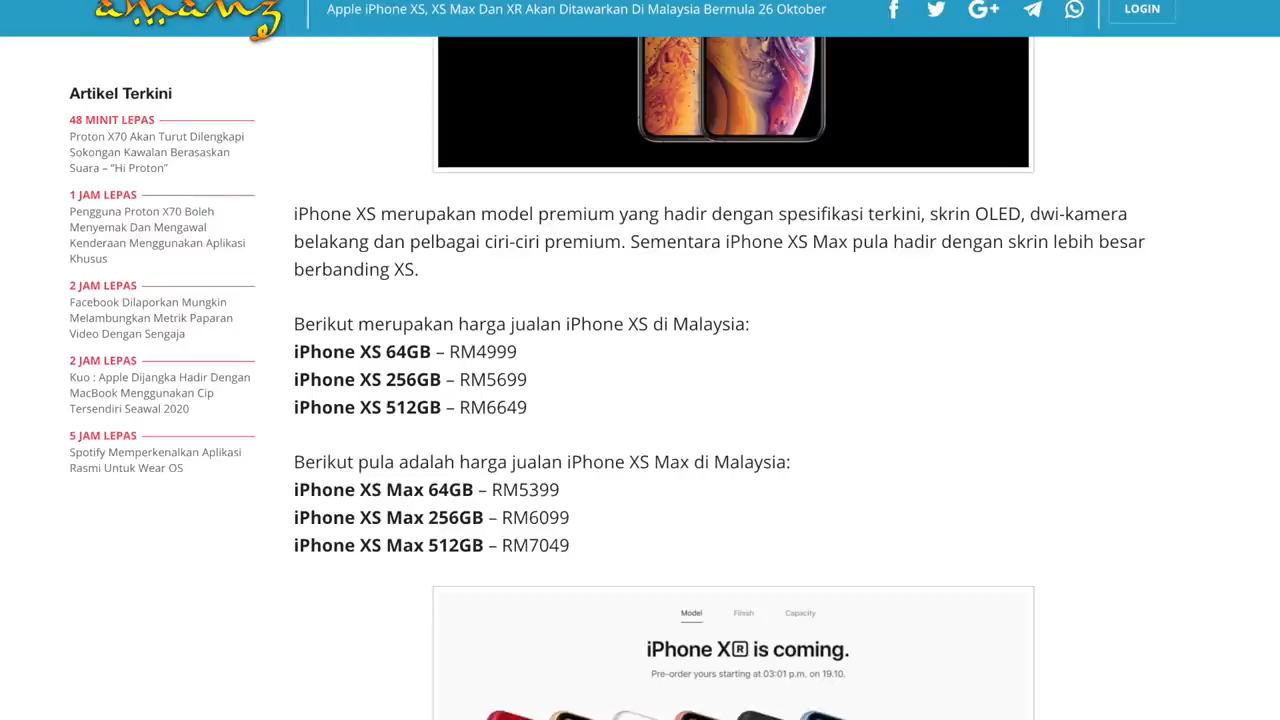 amanz
Apple iPhone XS, XS Max Dan XR Akan Ditawarkan Di Malaysia Bermula 26 Oktober
G+
LOGIN
Artikel Terkini
48 MINIT LEPAS
Proton X70 Akan Turut Dilengkapi
Sokongan Kawalan Berasaskan
Suara – “Hi Proton”
1 JAM LEPAS
Pengguna Proton X70 Boleh
Menyemak Dan Mengawal
Kenderaan Menggunakan Aplikasi
Khusus
2 JAM LEPAS
Facebook Dilaporkan Mungkin
Melambungkan Metrik Paparan
Video Dengan Sengaja
2 JAM LEPAS
Kuo : Apple Dijangka Hadir Dengan
MacBook Menggunakan Cip
Tersendiri Seawal 2020
5 JAM LEPAS
Spotify Memperkenalkan Aplikasi
Rasmi Untuk Wear OS
iPhone XS merupakan model premium yang hadir dengan spesifikasi terkini, skrin OLED, dwi-kamera
belakang dan pelbagai ciri-ciri premium. Sementara iPhone XS Max pula hadir dengan skrin lebih besar
berbanding XS.
Berikut merupakan harga jualan iPhone XS di Malaysia:
iPhone XS 64GB – RM4999
iPhone XS 256GB – RM5699
iPhone XS 512GB – RM6649
Berikut pula adalah harga jualan iPhone XS Max di Malaysia:
iPhone XS Max 64GB – RM5399
iPhone XS Max 256GB – RM6099
iPhone XS Max 512GB – RM7049
Model Finish Capacity
iPhone X🅁 is coming.
Pre-order yours starting at 03:01 p.m. on 19.10.